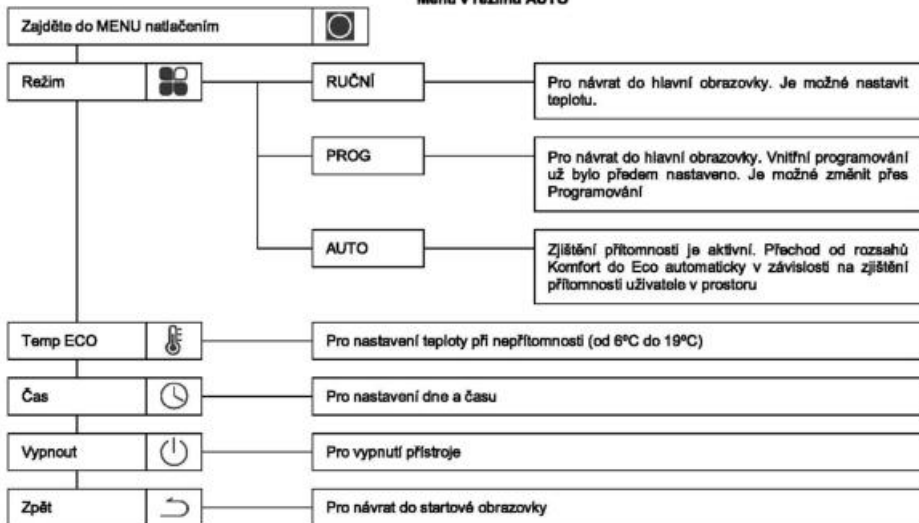 Menu v režimu AUTO
Zajděte do MENU natlačením
Režim
RUČNÍ
Pro návrat do hlavní obrazovky. Je možné nastavit
teplotu.
PROG
Pro návrat do hlavní obrazovky. Vnitřní programování
už bylo předem nastaveno. Je možné změnit přes
Programování
AUTO
Zjištění přítomnosti je aktivní. Přechod od rozsahů
Komfort do Eco automaticky v závislosti na zjištění
přítomnosti uživatele v prostoru
Temp ECO
Pro nastavení teploty při nepřítomnosti (od 6ºC do 19ºC)
Čas
Pro nastavení dne a času
Vypnout
Pro vypnutí přístroje
Zpět
Pro návrat do startové obrazovky